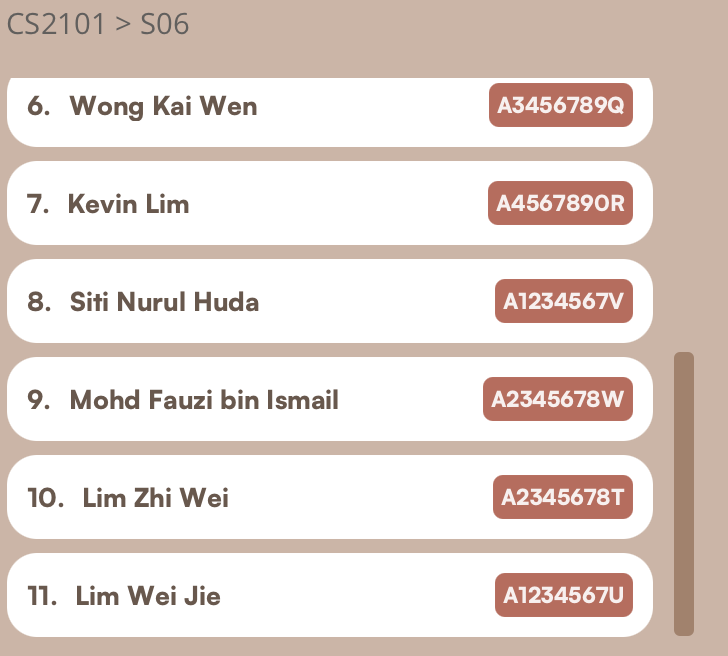 CS2101 > S06
6. Wong Kai Wen A3456789Q
7. Kevin Lim A4567890R
8. Siti Nurul Huda A1234567V
9. Mohd Fauzi bin Ismail A2345678W
10. Lim Zhi Wei A2345678T
11. Lim Wei Jie A1234567U